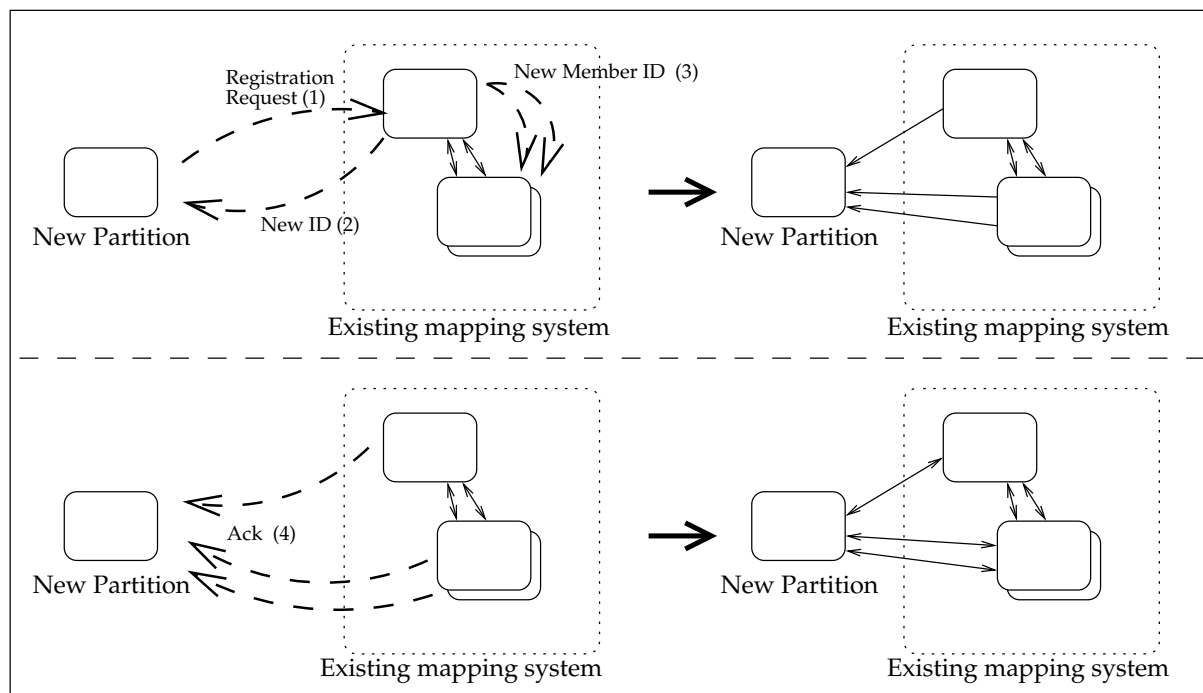 Registration
Request (1)
New Member ID (3)
New ID (2)
New Partition
Existing mapping system
New Partition
Existing mapping system
Ack (4)
New Partition
Existing mapping system
New Partition
Existing mapping system